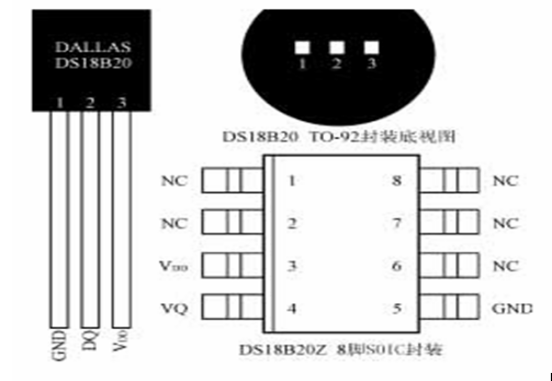 DALLAS
DS18B20
1 2 3
GND DQ VDD
1 2 3
DS18B20 TO-92封装底视图
NC 1 8 NC
NC 2 7 NC
VDD 3 6 NC
VQ 4 5 GND
DS18B20Z 8脚SOIC封装